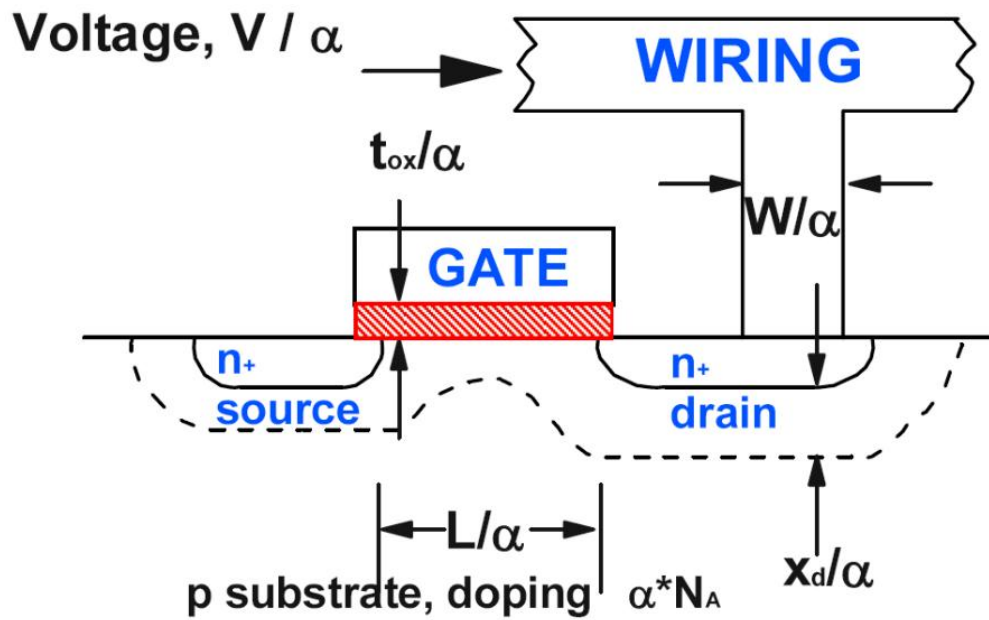 Voltage, V / α
WIRING
tox/α
W/α
GATE
n+
source
n+
drain
L/α
xd/α
p substrate, doping α*NA